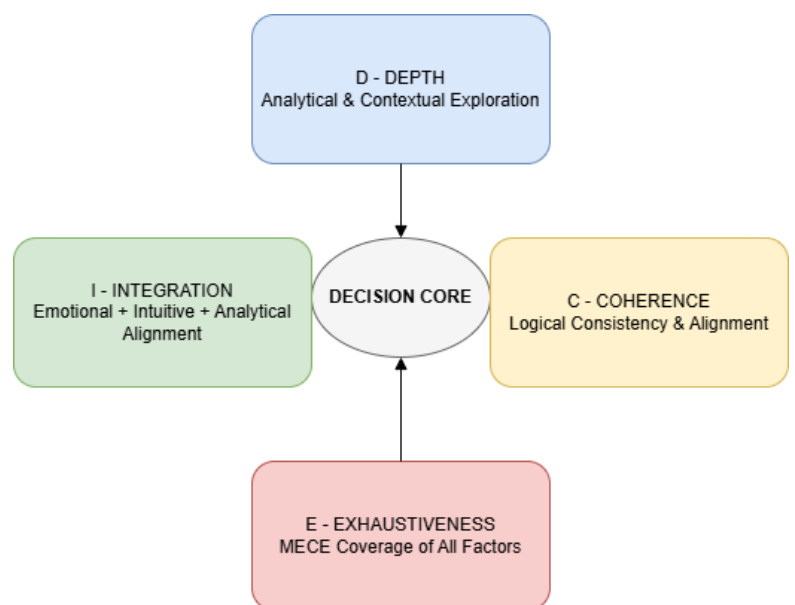 D - DEPTH
Analytical & Contextual Exploration
I - INTEGRATION
Emotional + Intuitive + Analytical
Alignment
DECISION CORE
C - COHERENCE
Logical Consistency & Alignment
E - EXHAUSTIVENESS
MECE Coverage of All Factors